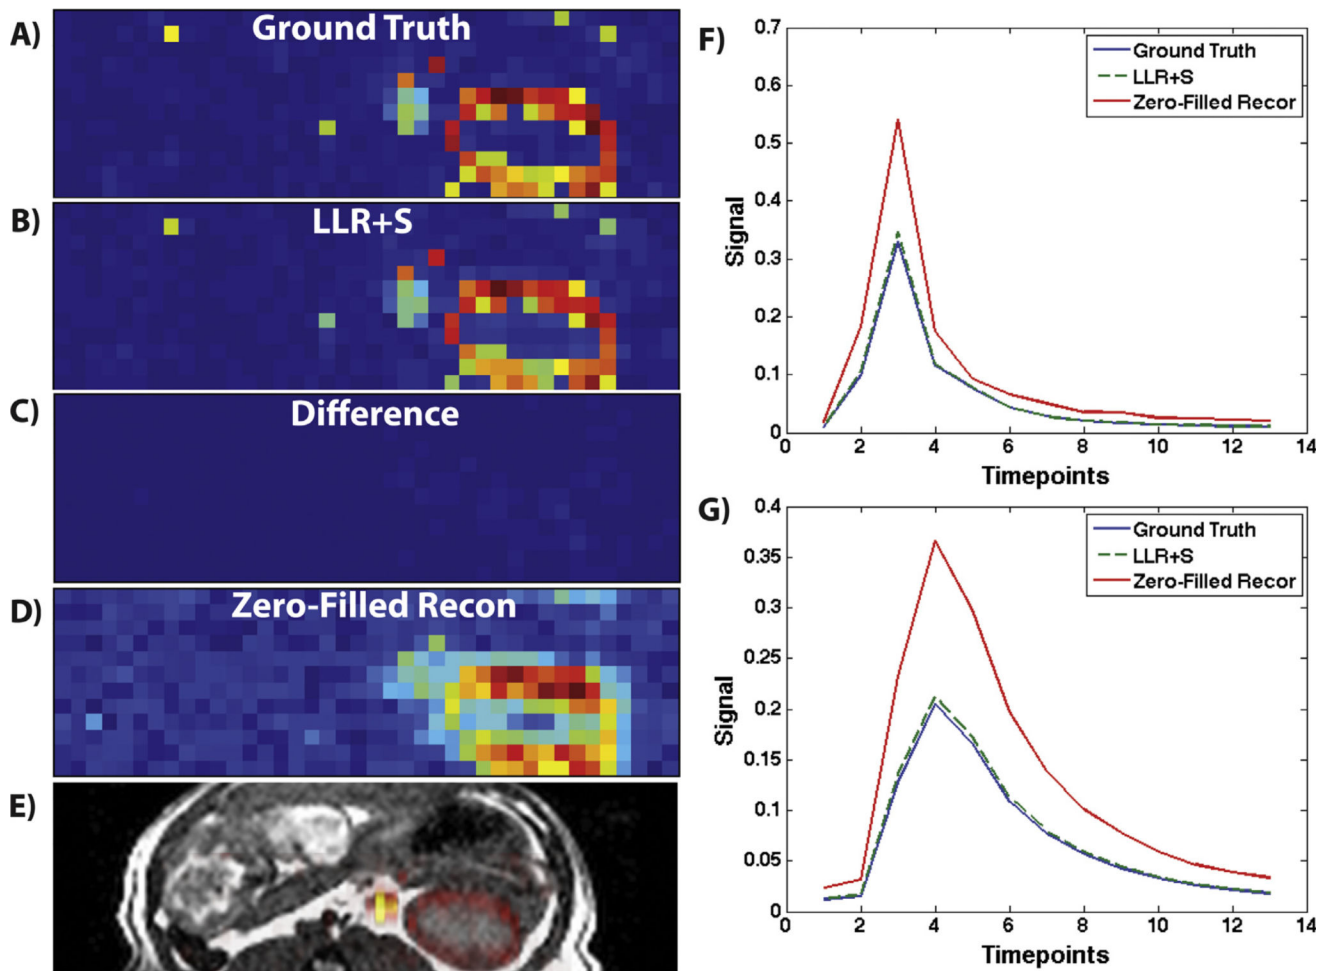 A) Ground Truth
B) LLR+S
C) Difference
D) Zero-Filled Recon
E)
F)
0.7
0.6
0.5
0.4
0.3
0.2
0.1
0
Signal
Ground Truth
LLR+S
Zero-Filled Recor
0 2 4 6 8 10 12 14
Timepoints
G)
0.4
0.35
0.3
0.25
0.2
0.15
0.1
0.05
0
Signal
Ground Truth
LLR+S
Zero-Filled Recor
0 2 4 6 8 10 12 14
Timepoints